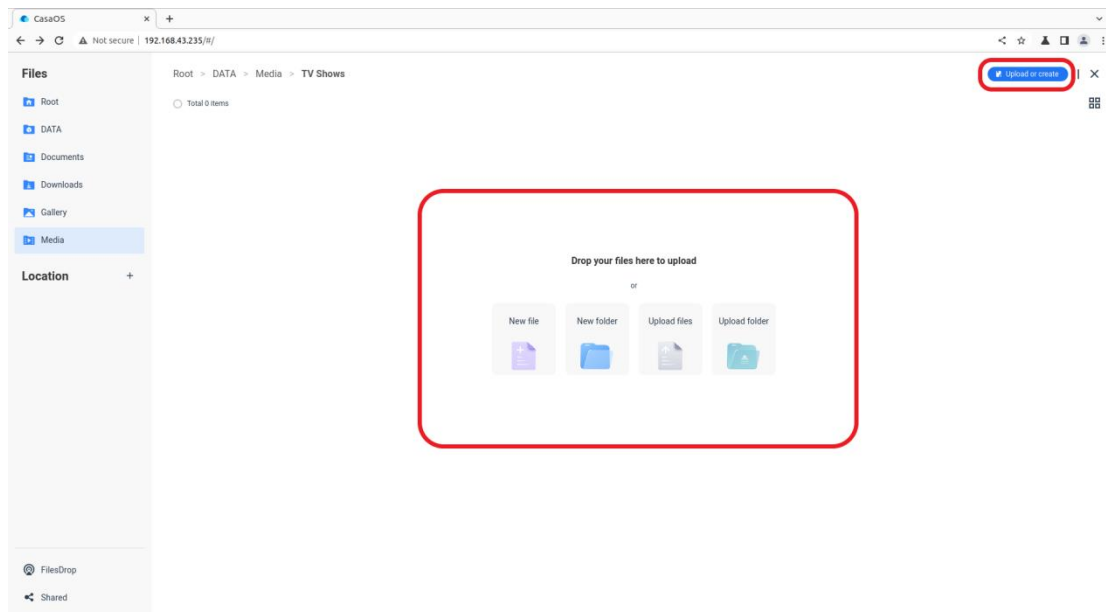 CasaOS
Not secure | 192.168.43.235/#/
Files
Root > DATA > Media > TV Shows
Upload or create
Total 0 items
Root
DATA
Documents
Downloads
Gallery
Media
Location +
Drop your files here to upload
or
New file New folder Upload files Upload folder
FilesDrop
Shared